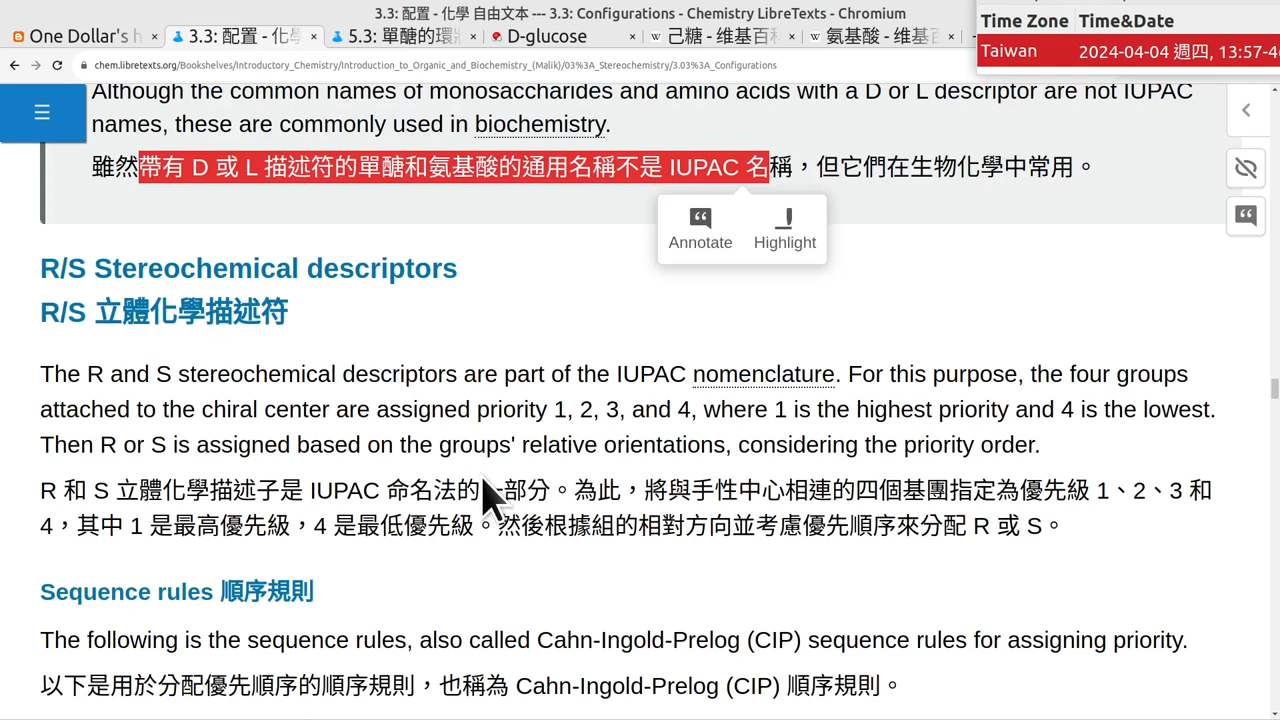 3.3: 配置 - 化學 自由文本 --- 3.3: Configurations - Chemistry LibreTexts - Chromium
Time Zone Time&Date
Taiwan 2024-04-04 週四, 13:57-4
One Dollar's h × 3.3: 配置 - 化學 × 5.3: 單醣的環 × D-glucose × 己糖 - 维基百科 × 氨基酸 - 维基 ×
chem.libretexts.org/Bookshelves/Introductory_Chemistry/Introduction_to_Organic_and_Biochemistry_(Malik)/03%3A_Stereochemistry/3.03%3A_Configurations
Although the common names of monosaccharides and amino acids with a D or L descriptor are not IUPAC
names, these are commonly used in biochemistry.
雖然帶有 D 或 L 描述符的單醣和氨基酸的通用名稱不是 IUPAC 名稱，但它們在生物化學中常用。
Annotate Highlight
R/S Stereochemical descriptors
R/S 立體化學描述符
The R and S stereochemical descriptors are part of the IUPAC nomenclature. For this purpose, the four groups
attached to the chiral center are assigned priority 1, 2, 3, and 4, where 1 is the highest priority and 4 is the lowest.
Then R or S is assigned based on the groups' relative orientations, considering the priority order.
R 和 S 立體化學描述子是 IUPAC 命名法的一部分。為此，將與手性中心相連的四個基團指定為優先級 1、2、3 和
4，其中 1 是最高優先級，4 是最低優先級。然後根據組的相對方向並考慮優先順序來分配 R 或 S。
Sequence rules 順序規則
The following is the sequence rules, also called Cahn-Ingold-Prelog (CIP) sequence rules for assigning priority.
以下是用於分配優先順序的順序規則，也稱為 Cahn-Ingold-Prelog (CIP) 順序規則。